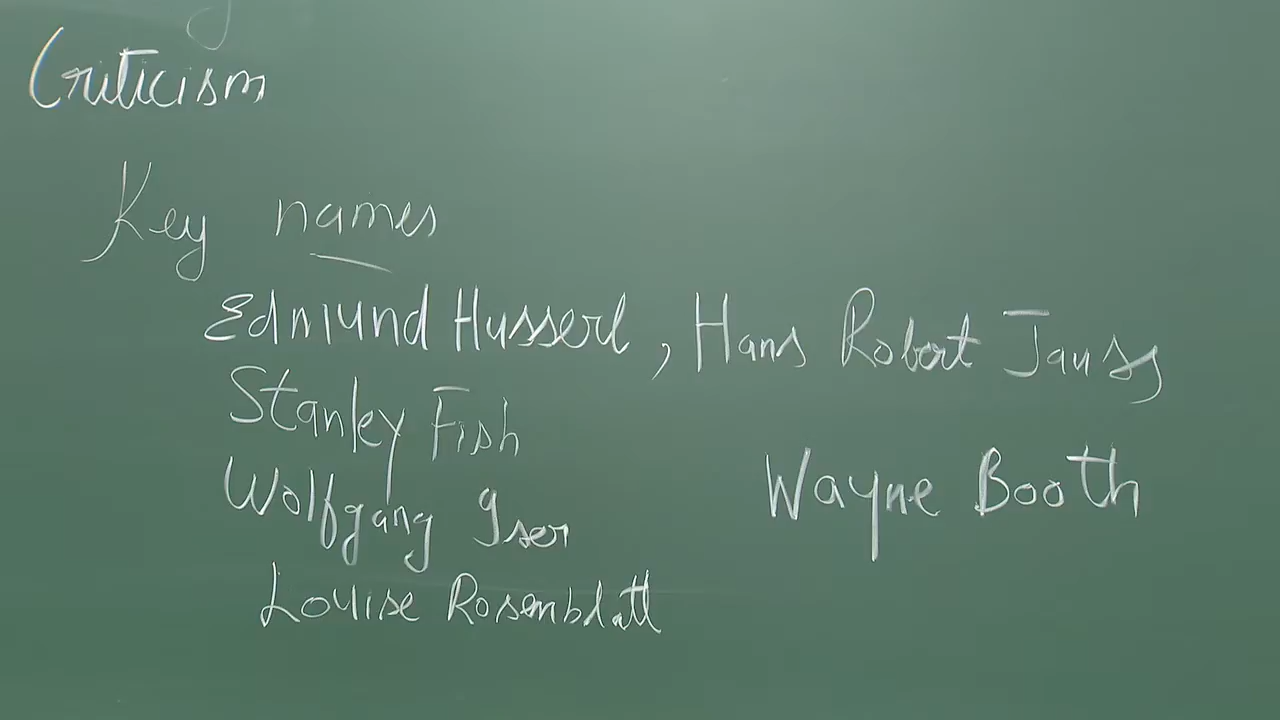 Criticism
Key names
Edmund Husserl, Hans Robert Jauss
Stanley Fish
Wayne Booth
Wolfgang Iser
Louise Rosenblatt